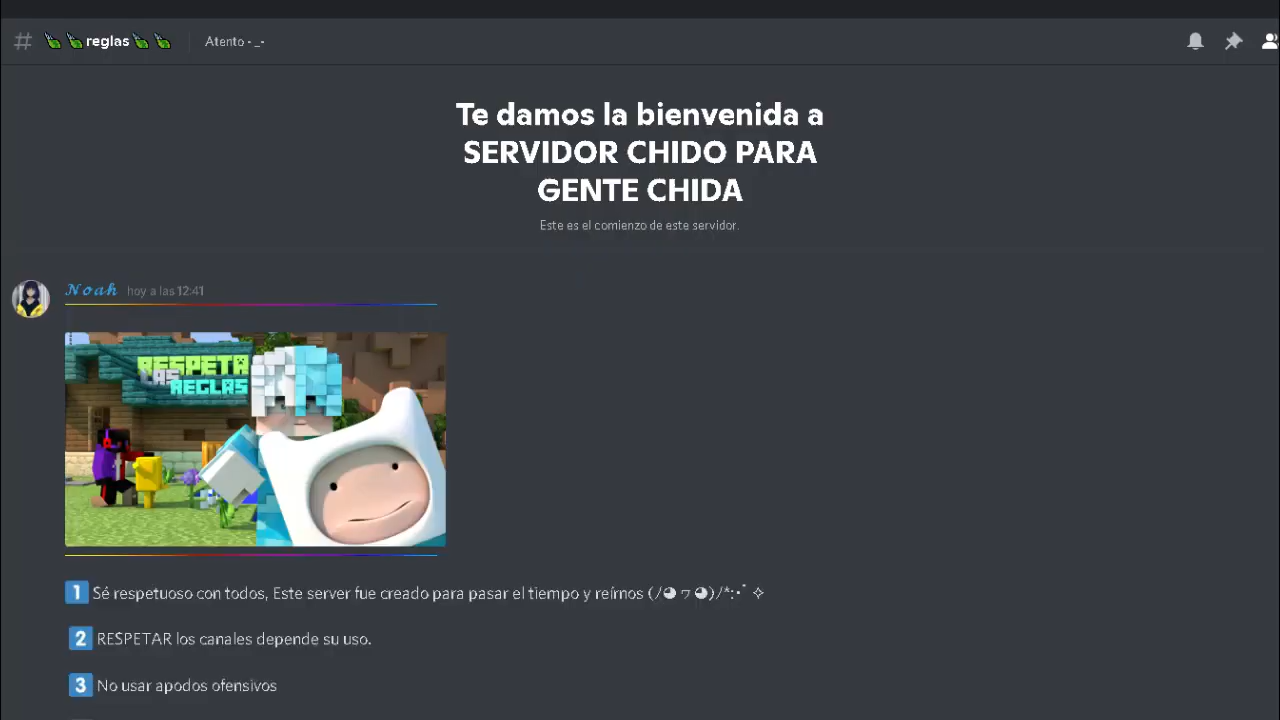 reglas Atento •_•
Te damos la bienvenida a
SERVIDOR CHIDO PARA
GENTE CHIDA
Este es el comienzo de este servidor.
Noah hoy a las 12:41
RESPETA
LAS
REGLAS
1 Sé respetuoso con todos, Este server fue creado para pasar el tiempo y reírnos (/◕ヮ◕)/*:･ﾟ✧
2 RESPETAR los canales depende su uso.
3 No usar apodos ofensivos